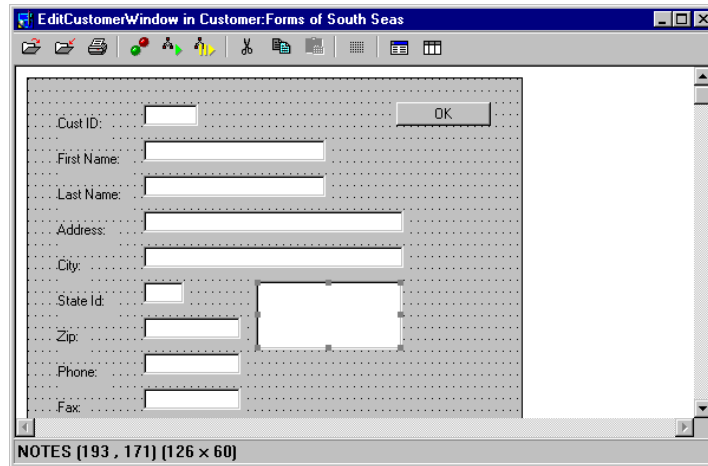 EditCustomerWindow in Customer:Forms of South Seas
Cust ID:
OK
First Name:
Last Name:
Address:
City:
State Id:
Zip:
Phone:
Fax:
NOTES (193 , 171) (126 × 60)